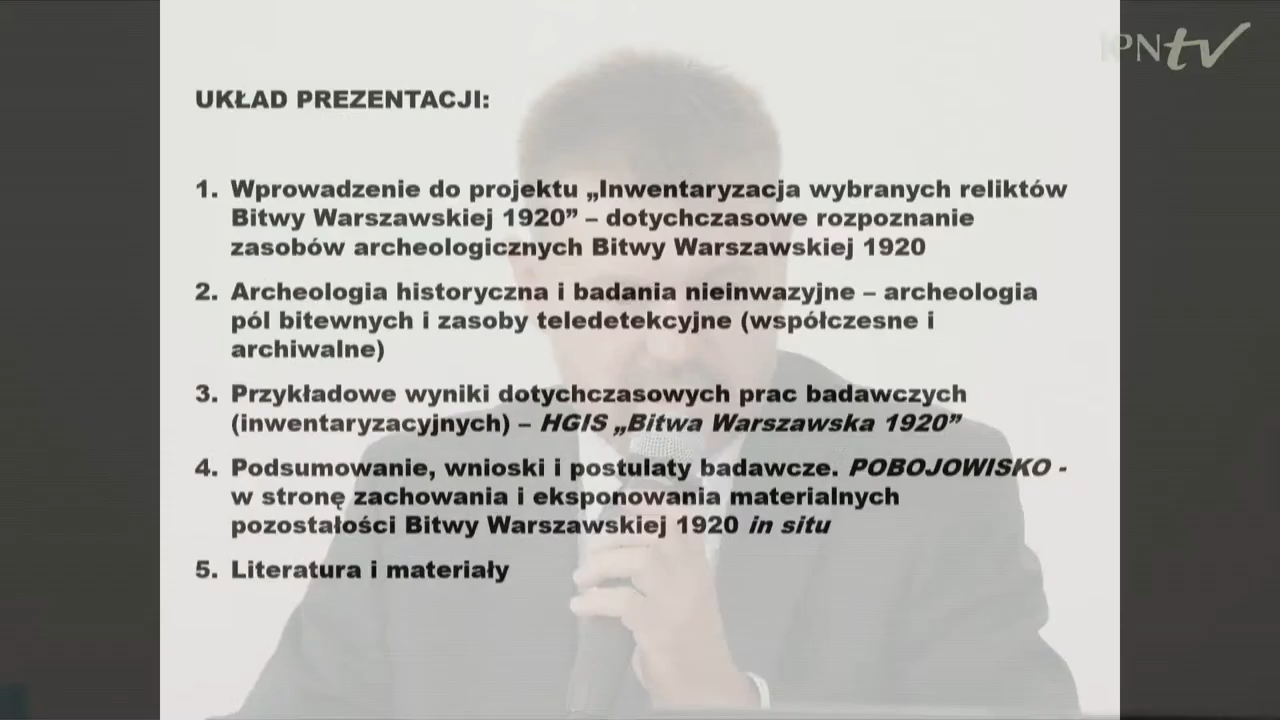 IPNtv
UKŁAD PREZENTACJI:
1. Wprowadzenie do projektu „Inwentaryzacja wybranych reliktów
Bitwy Warszawskiej 1920” – dotychczasowe rozpoznanie
zasobów archeologicznych Bitwy Warszawskiej 1920
2. Archeologia historyczna i badania nieinwazyjne – archeologia
pól bitewnych i zasoby teledetekcyjne (współczesne i
archiwalne)
3. Przykładowe wyniki dotychczasowych prac badawczych
(inwentaryzacyjnych) – HGIS „Bitwa Warszawska 1920”
4. Podsumowanie, wnioski i postulaty badawcze. POBOJOWISKO -
w stronę zachowania i eksponowania materialnych
pozostałości Bitwy Warszawskiej 1920 in situ
5. Literatura i materiały